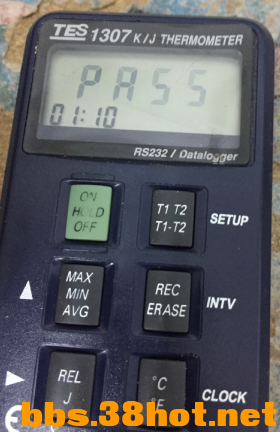 TES 1307 K/J THERMOMETER
PASS
01:10
RS232 / Datalogger
ON
HOLD
OFF
T1 T2
T1-T2
SETUP
MAX
MIN
AVG
REC
ERASE
INTV
REL
J
°C
°F
CLOCK
CE
bbs.38hot.net